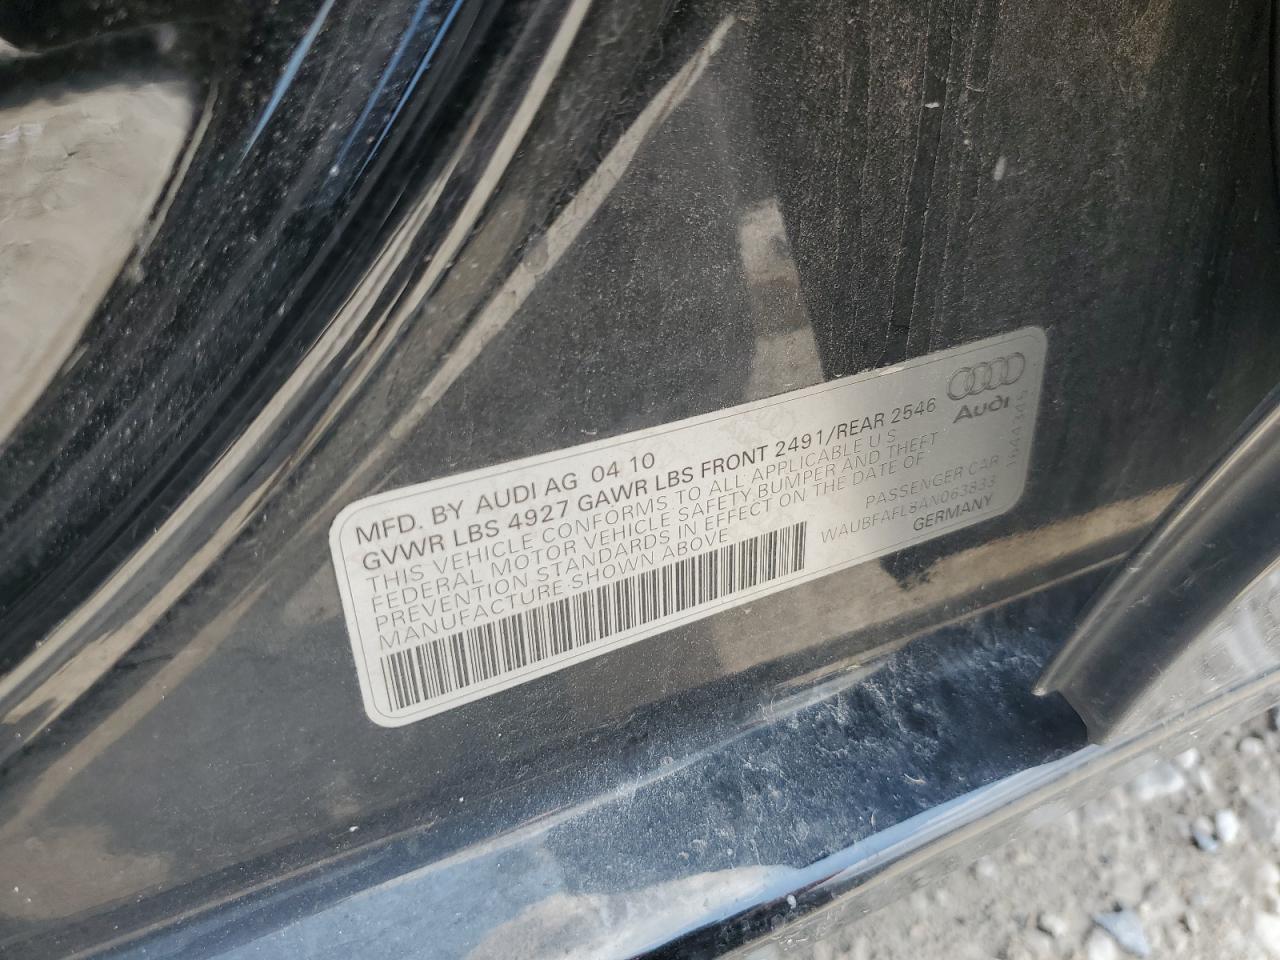 MFD. BY AUDI AG 04 10
GVWR LBS 4927 GAWR LBS FRONT 2491/REAR 2546
THIS VEHICLE CONFORMS TO ALL APPLICABLE U S
FEDERAL MOTOR VEHICLE SAFETY, BUMPER AND THEFT
PREVENTION STANDARDS IN EFFECT ON THE DATE OF
MANUFACTURE SHOWN ABOVE
PASSENGER CAR
WAUBFAFL8AN063833
GERMANY
Audi